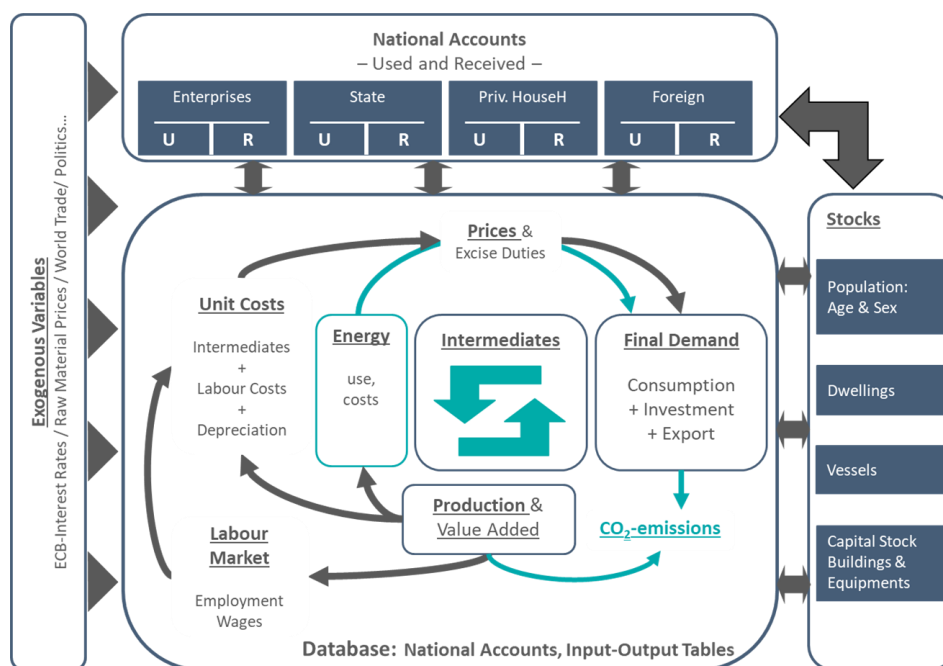 Exogenous Variables
ECB-Interest Rates / Raw Material Prices / World Trade/ Politics...
National Accounts
– Used and Received –
Enterprises
U R
State
U R
Priv. HouseH
U R
Foreign
U R
Prices &
Excise Duties
Unit Costs
Intermediates
+
Labour Costs
+
Depreciation
Energy
use,
costs
Intermediates
Final Demand
Consumption
+ Investment
+ Export
Production &
Value Added
CO₂-emissions
Labour
Market
Employment
Wages
Database: National Accounts, Input-Output Tables
Stocks
Population:
Age & Sex
Dwellings
Vessels
Capital Stock
Buildings &
Equipments